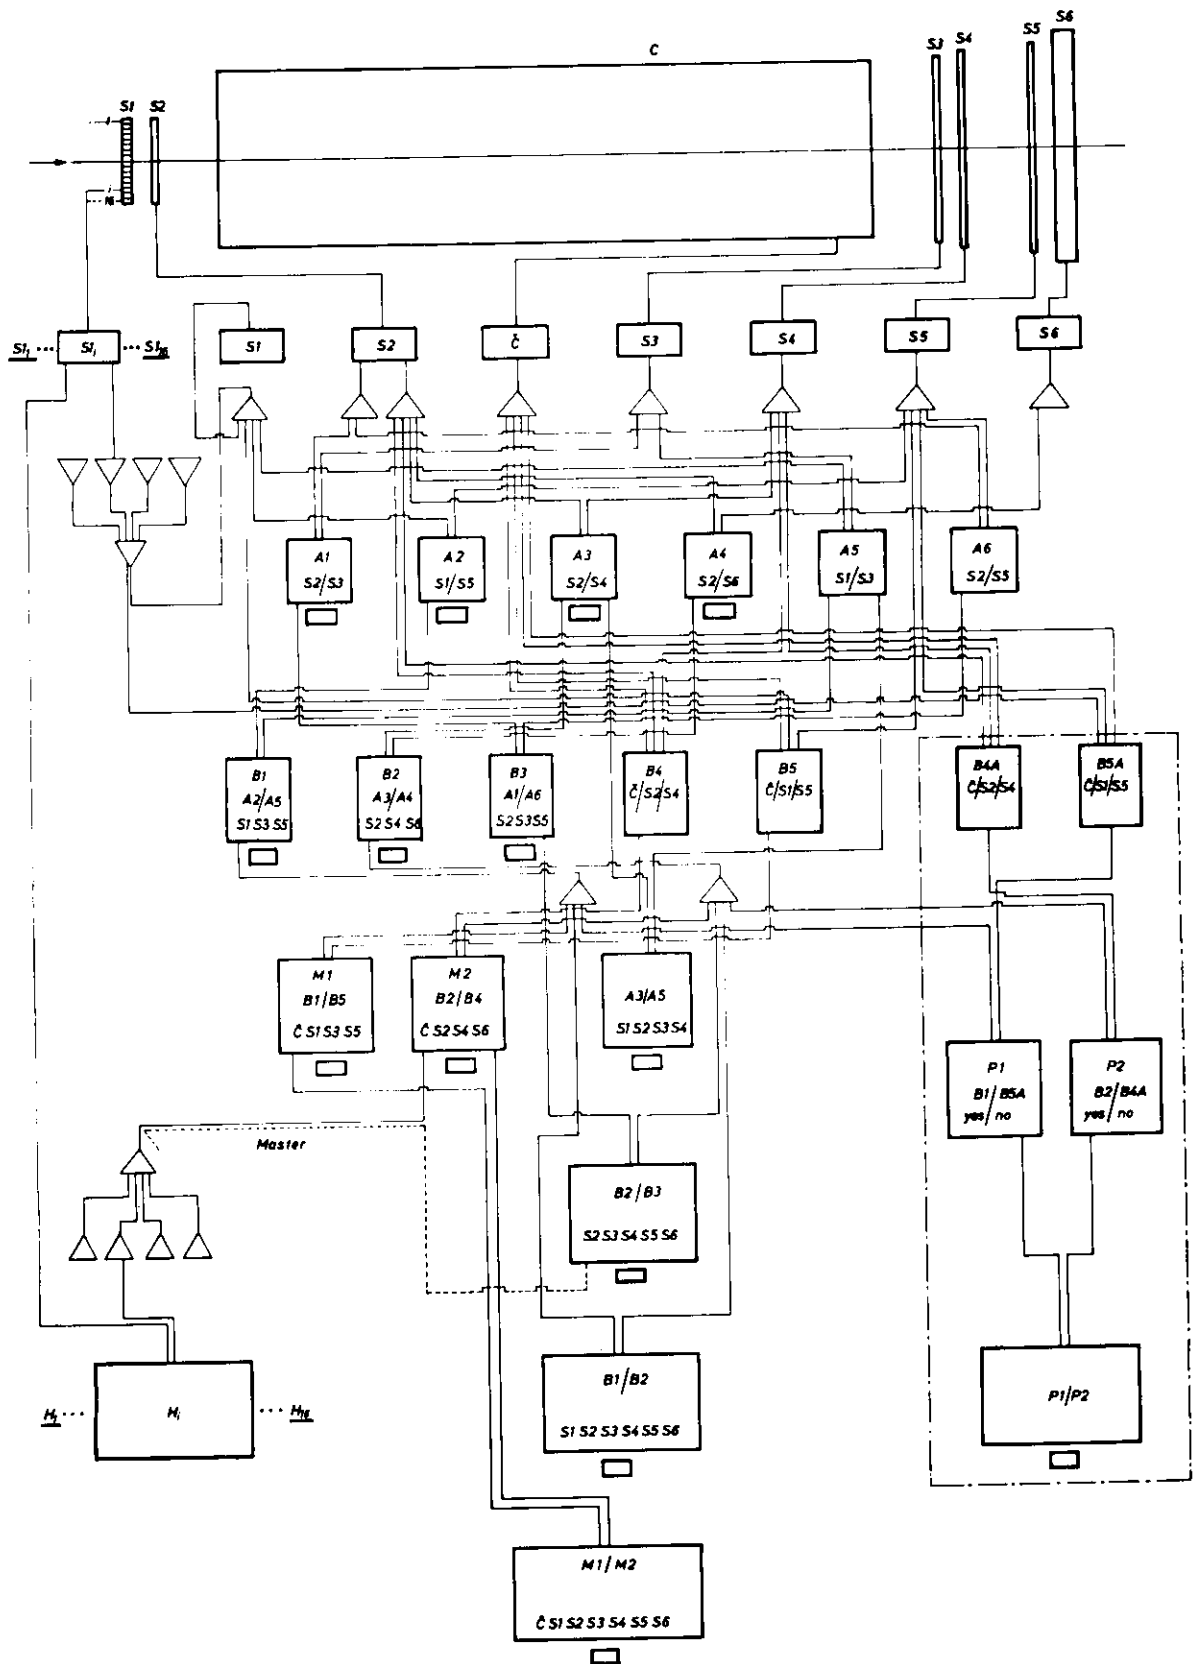 S6
S5
S4
S3
C
S1 S2
i
16
S1₁ S1ᵢ S1₁₆
S1
S2
Č
S3
S4
S5
S6
A1
S2/S3
A2
S1/S5
A3
S2/S4
A4
S2/S6
A5
S1/S3
A6
S2/S5
B1
A2/A5
S1 S3 S5
B2
A3/A4
S2 S4 S6
B3
A1/A6
S2 S3 S5
B4
Č/S2/S4
B5
Č/S1/S5
B4A
Č/S2/S4
B5A
Č/S1/S5
M1
B1/B5
Č S1 S3 S5
M2
B2/B4
Č S2 S4 S6
A3/A5
S1 S2 S3 S4
P1
B1/B5A
yes/no
P2
B2/B4A
yes/no
Master
B2/B3
S2 S3 S4 S5 S6
B1/B2
S1 S2 S3 S4 S5 S6
P1/P2
H₁ Hᵢ H₁₆
M1/M2
Č S1 S2 S3 S4 S5 S6